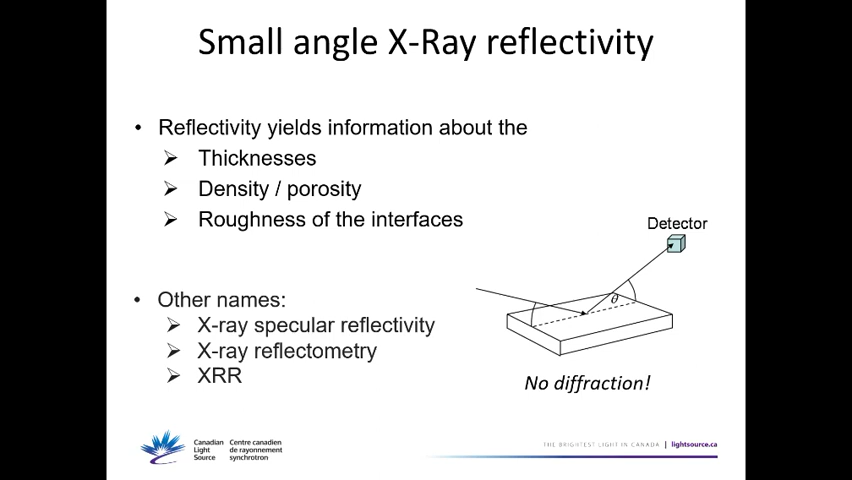 Small angle X-Ray reflectivity
• Reflectivity yields information about the
➢ Thicknesses
➢ Density / porosity
➢ Roughness of the interfaces
Detector
θ
• Other names:
➢ X-ray specular reflectivity
➢ X-ray reflectometry
➢ XRR
No diffraction!
Canadian Light Source
Centre canadien de rayonnement synchrotron
THE BRIGHTEST LIGHT IN CANADA | lightsource.ca